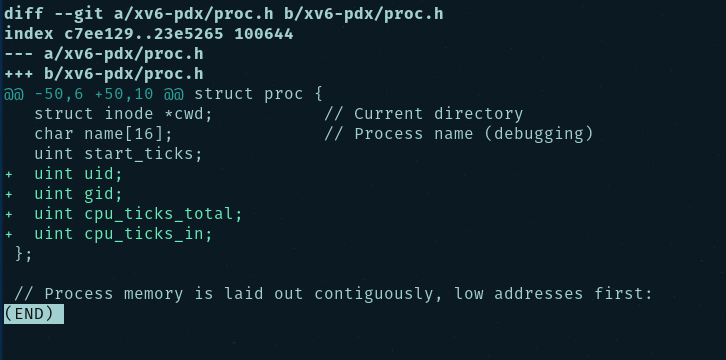 diff --git a/xv6-pdx/proc.h b/xv6-pdx/proc.h
index c7ee129..23e5265 100644
--- a/xv6-pdx/proc.h
+++ b/xv6-pdx/proc.h
@@ -50,6 +50,10 @@ struct proc {
   struct inode *cwd;           // Current directory
   char name[16];               // Process name (debugging)
   uint start_ticks;
+  uint uid;
+  uint gid;
+  uint cpu_ticks_total;
+  uint cpu_ticks_in;
 };

 // Process memory is laid out contiguously, low addresses first:
(END)